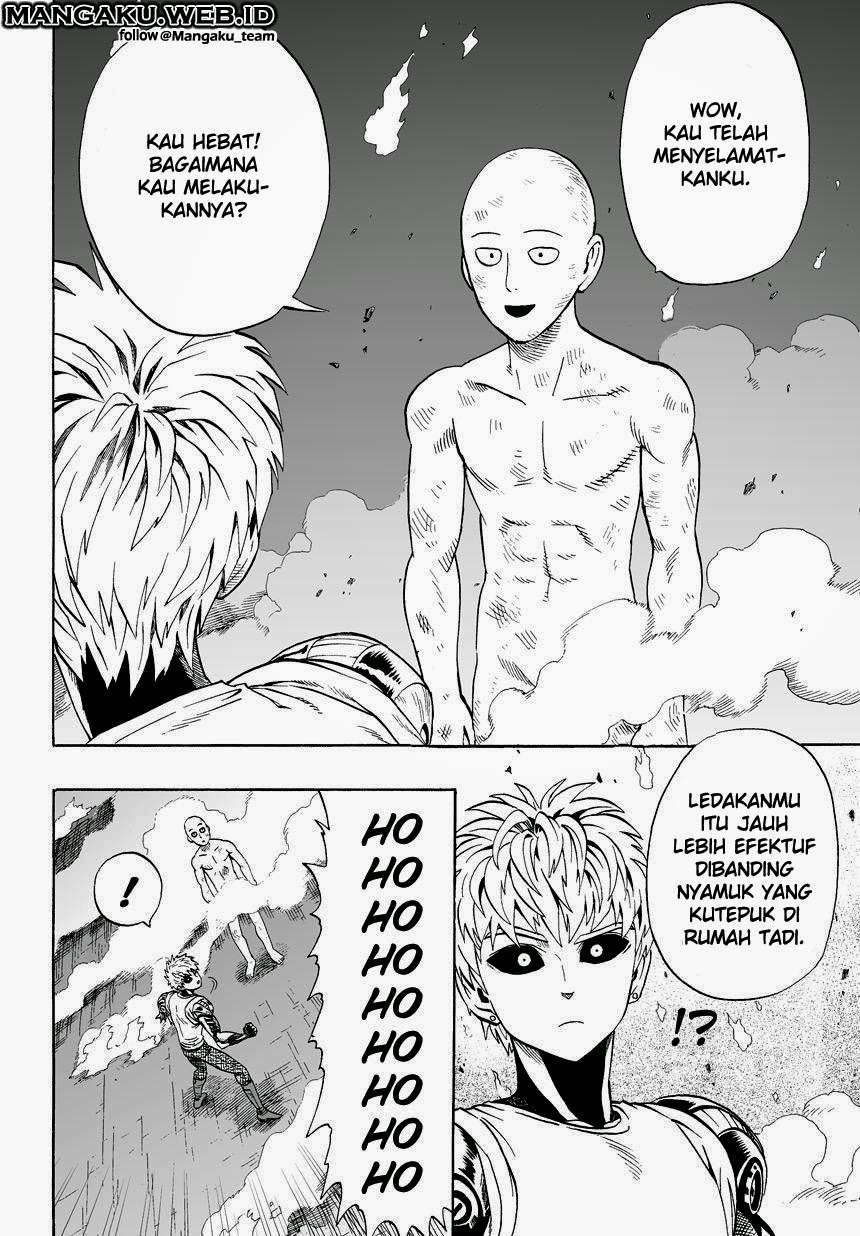 MANGAKU.WEB.ID
follow @Mangaku_team
WOW,
KAU TELAH
MENYELAMAT-
KANKU.
KAU HEBAT!
BAGAIMANA
KAU MELAKU-
KANNYA?
LEDAKANMU
ITU JAUH
LEBIH EFEKTUF
DIBANDING
NYAMUK YANG
KUTEPUK DI
RUMAH TADI.
!?
HO
HO
HO
HO
HO
HO
HO
HO
HO
!